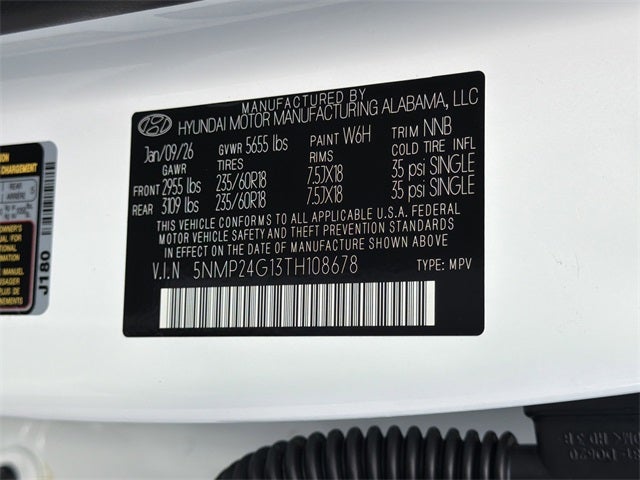 MANUFACTURED BY
HYUNDAI MOTOR MANUFACTURING ALABAMA, LLC
Jan/09/26 GVWR 5655 lbs PAINT W6H TRIM NNB
GAWR TIRES RIMS COLD TIRE INFL
FRONT 2955 lbs 235/60R18 7.5JX18 35 psi SINGLE
REAR 3109 lbs 235/60R18 7.5JX18 35 psi SINGLE
THIS VEHICLE CONFORMS TO ALL APPLICABLE U.S.A. FEDERAL
MOTOR VEHICLE SAFETY AND THEFT PREVENTION STANDARDS
IN EFFECT ON THE DATE OF MANUFACTURE SHOWN ABOVE.
V.I.N 5NMP24G13TH108678 TYPE: MPV
CHARGEMENT
REAR
ARRIÈRE
J180